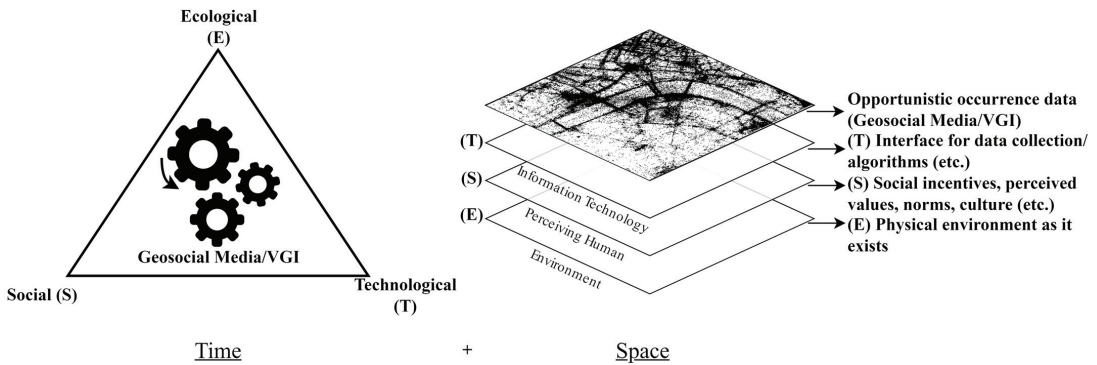 Ecological
(E)
Geosocial Media/VGI
Social (S)
Technological
(T)
(T)
(S)
(E)
Information Technology
Perceiving Human
Environment
Opportunistic occurrence data
(Geosocial Media/VGI)
(T) Interface for data collection/
algorithms (etc.)
(S) Social incentives, perceived
values, norms, culture (etc.)
(E) Physical environment as it
exists
Time + Space